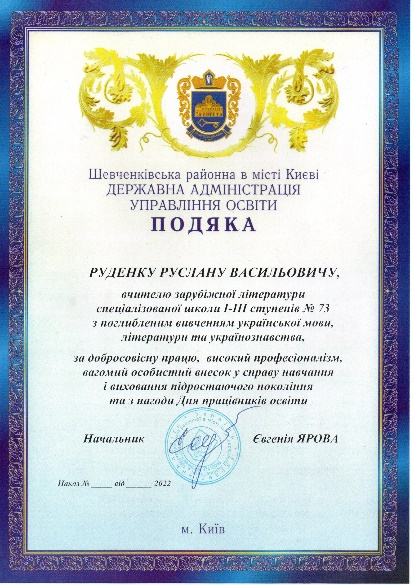 Шевченківська районна в місті Києві
ДЕРЖАВНА АДМІНІСТРАЦІЯ
УПРАВЛІННЯ ОСВІТИ
ПОДЯКА
РУДЕНКУ РУСЛАНУ ВАСИЛЬОВИЧУ,
вчителю зарубіжної літератури
спеціалізованої школи І-ІІІ ступенів № 73
з поглибленим вивченням української мови,
літератури та українознавства,
за добросовісну працю, високий професіоналізм,
вагомий особистий внесок у справу навчання
і виховання підростаючого покоління
та з нагоди Дня працівників освіти
Начальник Євгенія ЯРОВА
Наказ № _____ від ______ 2022
м. Київ